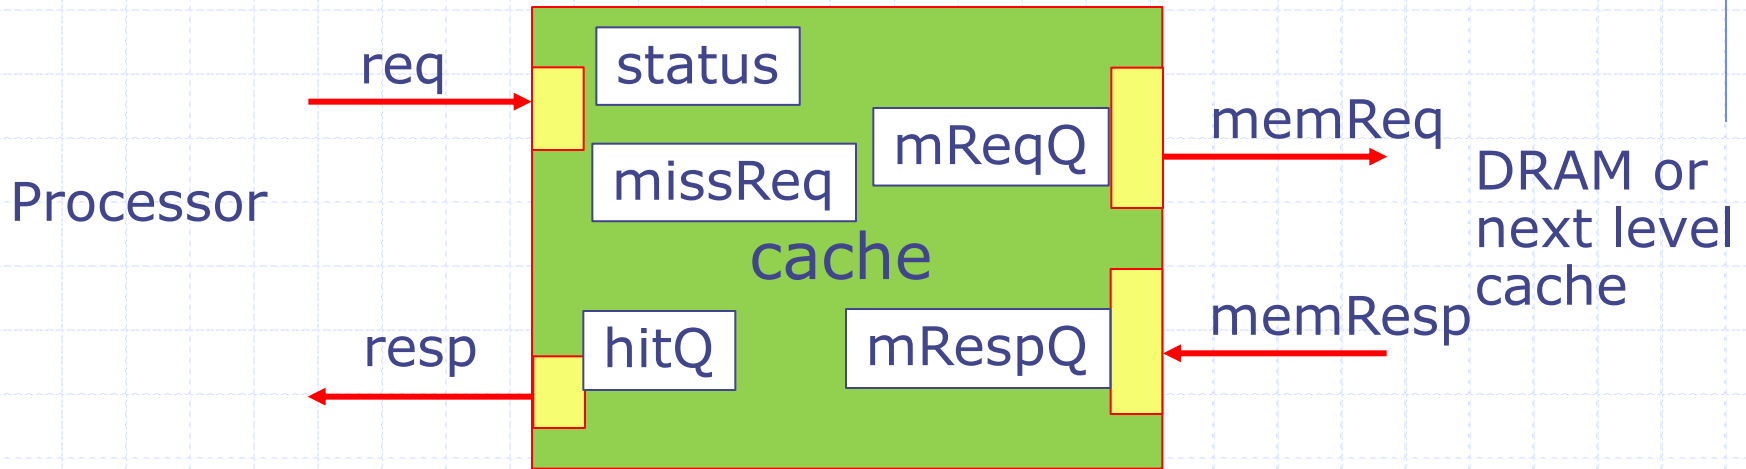 req
status
mReqQ
memReq
missReq
Processor
DRAM or
next level
cache
cache
resp
hitQ
mRespQ
memResp